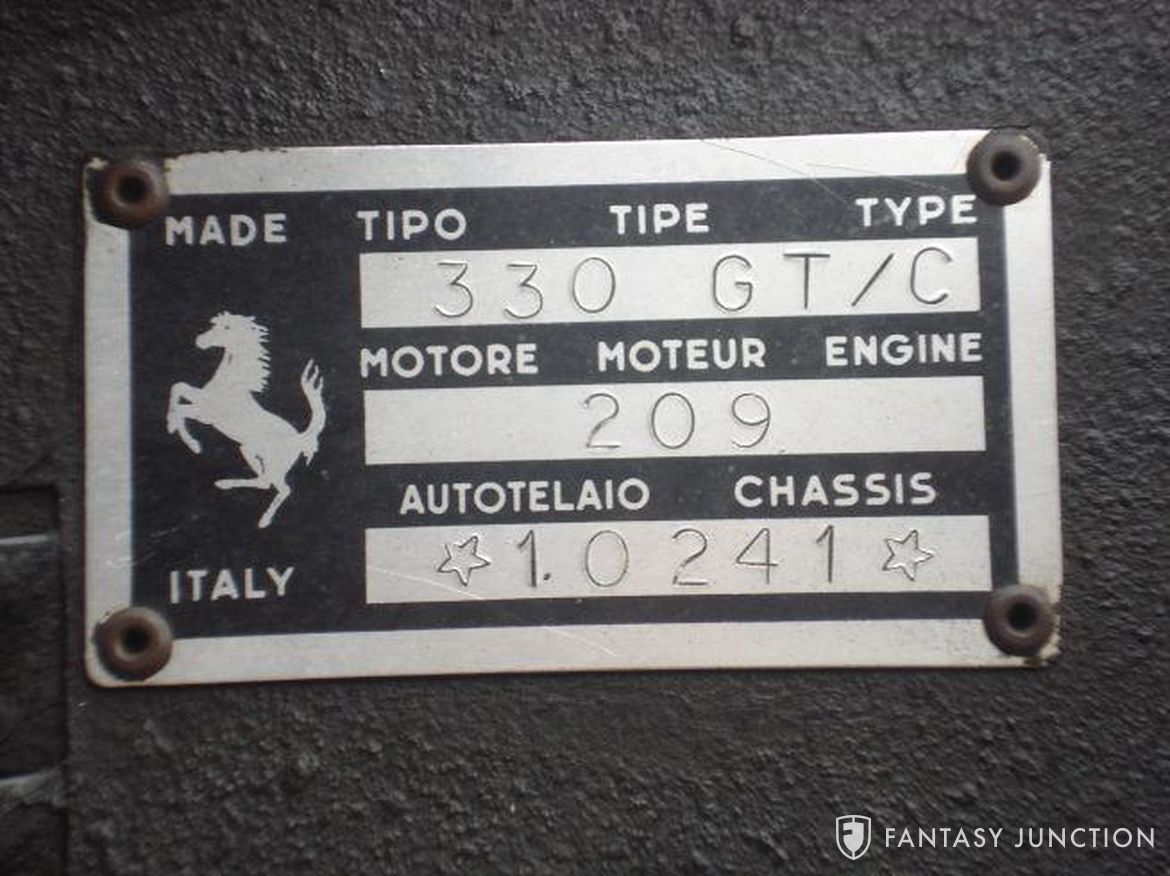 MADE TIPO TIPE TYPE
330 GT/C
MOTORE MOTEUR ENGINE
209
AUTOTELAIO CHASSIS
☆1.0241☆
ITALY
FANTASY JUNCTION